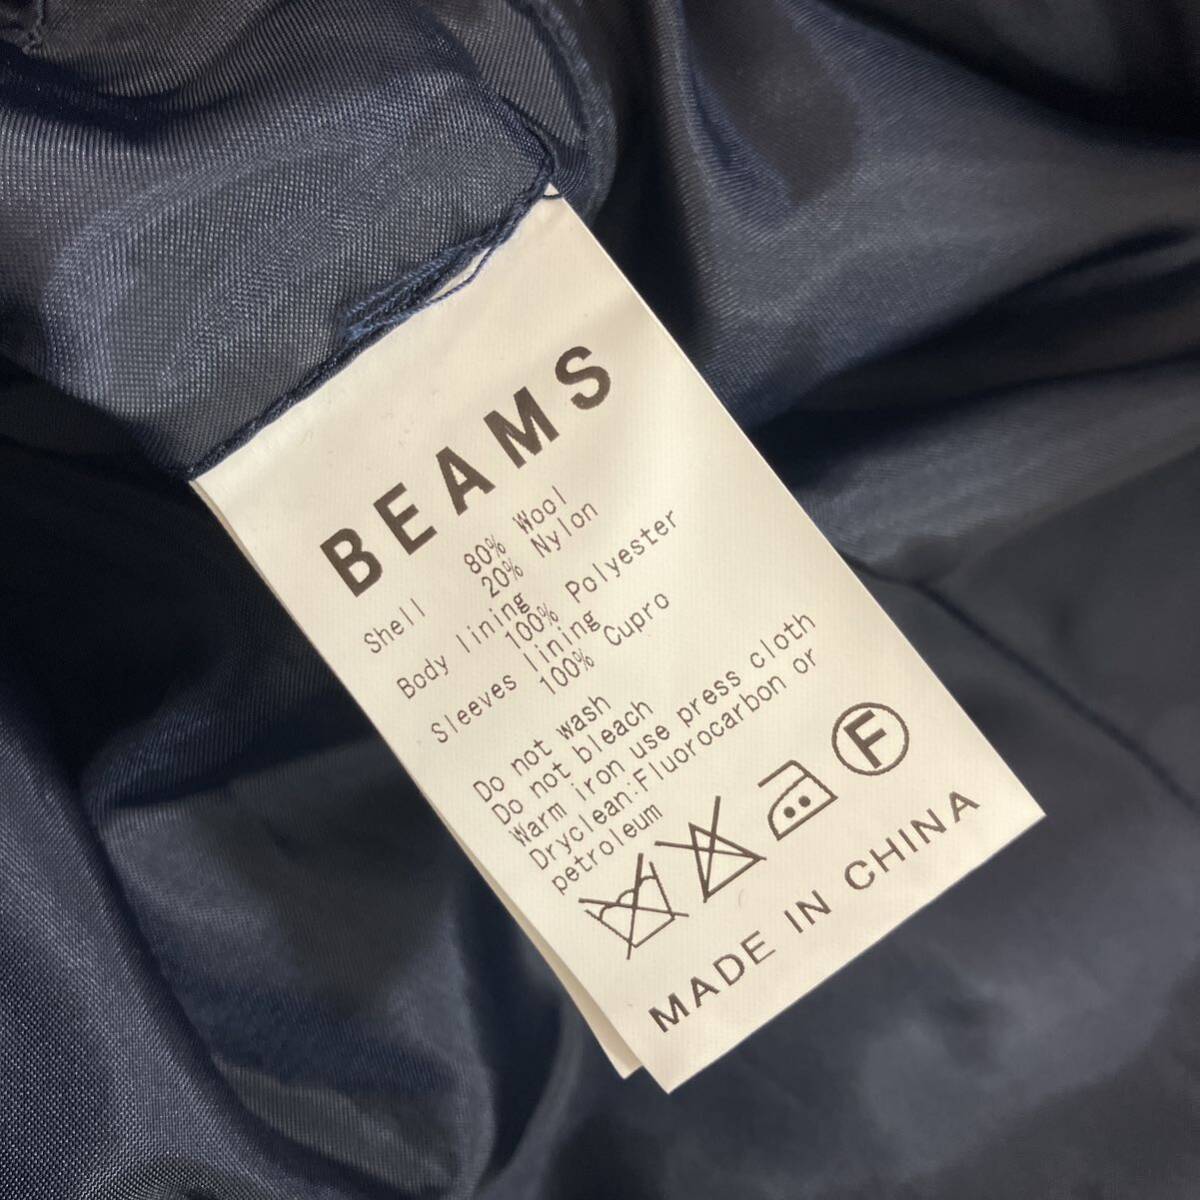 BEAMS
Shell 80% Wool
20% Nylon
Body lining
100% Polyester
Sleeves lining
100% Cupro
Do not wash
Do not bleach
Warm iron use press cloth
Dryclean:Fluorocarbon or
petroleum
F
MADE IN CHINA